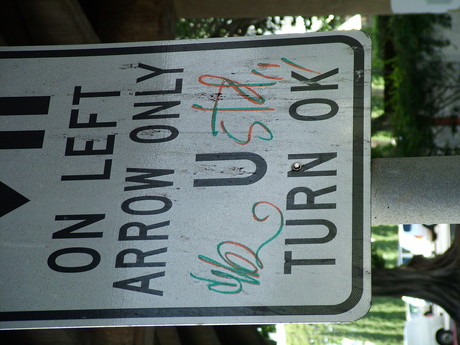 ON LEFT
ARROW ONLY
U
TURN OK